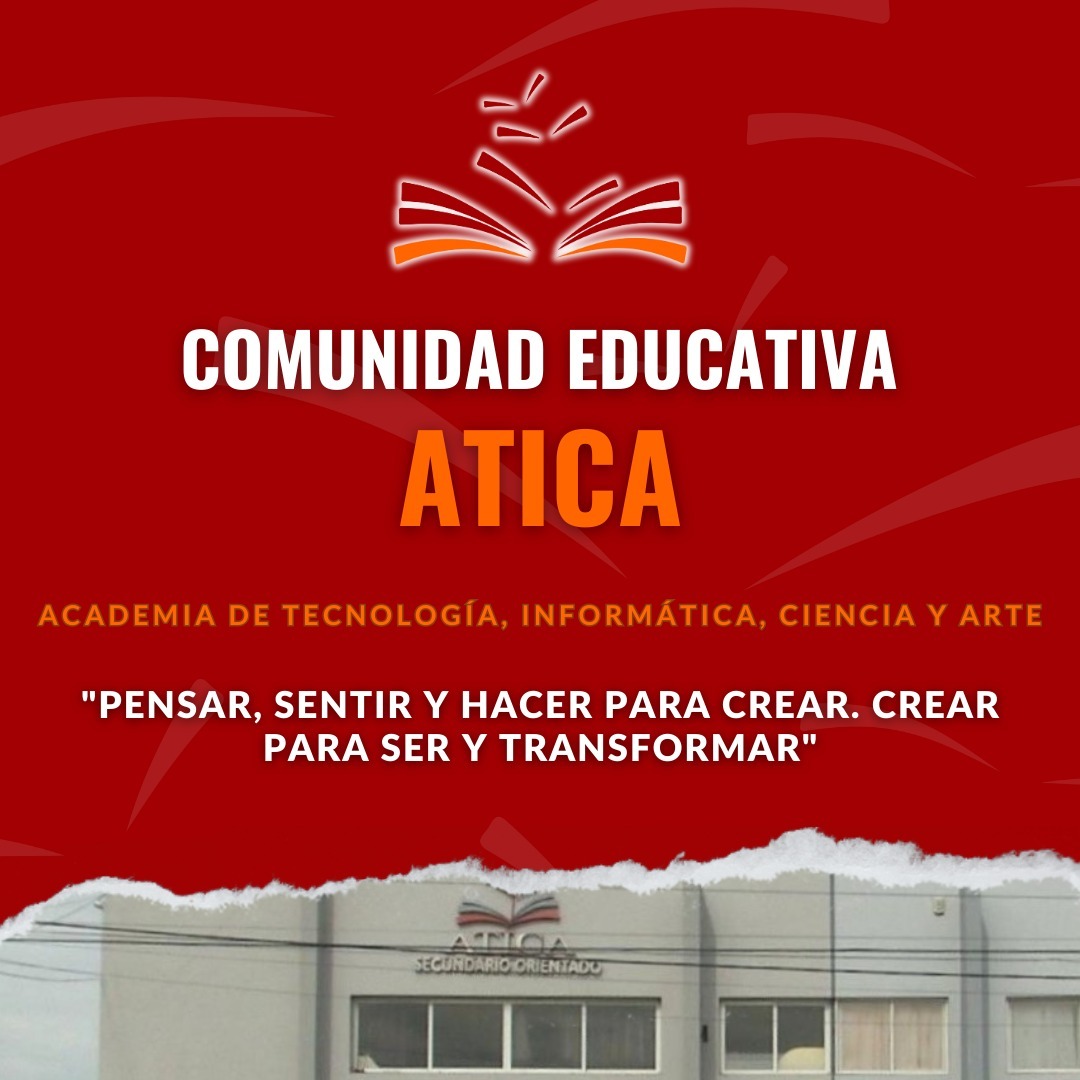 COMUNIDAD EDUCATIVA
ATICA
ACADEMIA DE TECNOLOGÍA, INFORMÁTICA, CIENCIA Y ARTE
"PENSAR, SENTIR Y HACER PARA CREAR. CREAR
PARA SER Y TRANSFORMAR"
ATICA
SECUNDARIO ORIENTADO